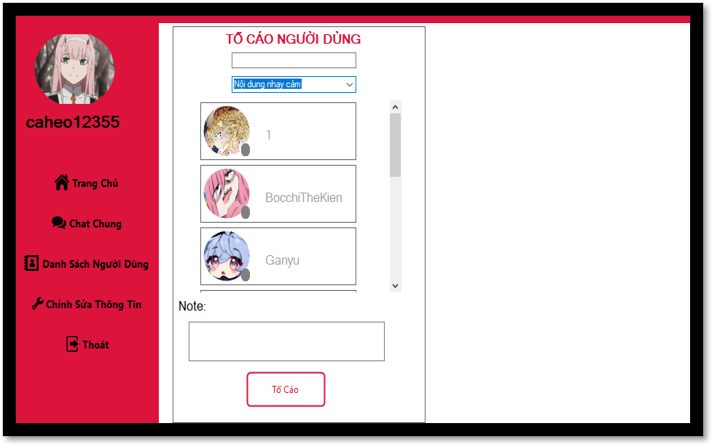 caheo12355
Trang Chủ
Chat Chung
Danh Sách Người Dùng
Chỉnh Sửa Thông Tin
Thoát
TỐ CÁO NGƯỜI DÙNG
Nội dung nhạy cảm
1
BocchiTheKien
Ganyu
Note:
Tố Cáo